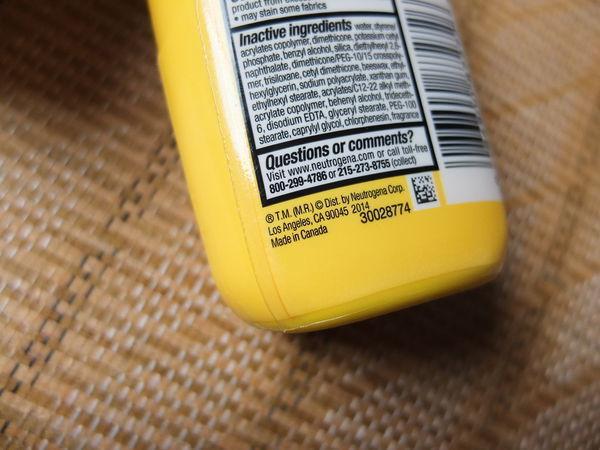 product from
• may stain some fabrics
Inactive ingredients water, styrene/
acrylates copolymer, dimethicone, potassium cetyl
phosphate, benzyl alcohol, silica, diethylhexyl 2,6-
naphthalate, dimethicone/PEG-10/15 crosspoly-
mer, trisiloxane, cetyl dimethicone, beeswax, ethyl-
hexylglycerin, sodium polyacrylate, xanthan gum,
ethylhexyl stearate, acrylates/C12-22 alkyl meth-
acrylate copolymer, behenyl alcohol, trideceth-
6, disodium EDTA, glyceryl stearate, PEG-100
stearate, caprylyl glycol, chlorphenesin, fragrance
Questions or comments?
Visit www.neutrogena.com or call toll-free
800-299-4786 or 215-273-8755 (collect)
® T.M. (M.R.) © Dist. by Neutrogena Corp.
Los Angeles, CA 90045 2014 30028774
Made in Canada